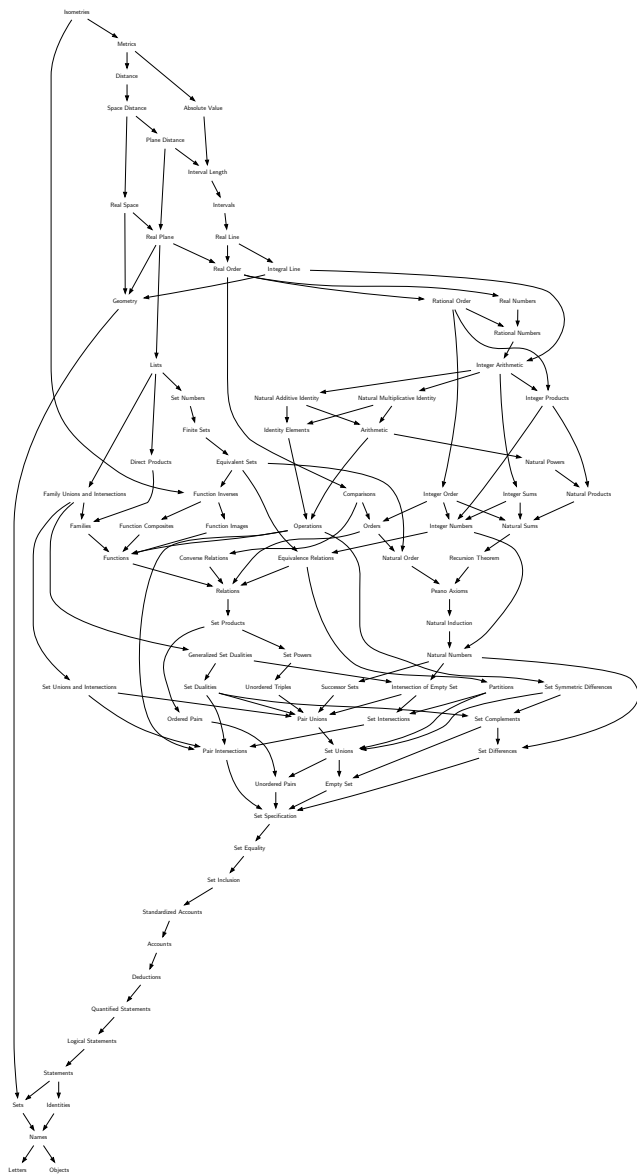 Isometries
Metrics
Distance
Space Distance
Absolute Value
Plane Distance
Interval Length
Real Space
Intervals
Real Plane
Real Line
Real Order
Integral Line
Geometry
Rational Order
Real Numbers
Rational Numbers
Lists
Integer Arithmetic
Set Numbers
Natural Additive Identity
Natural Multiplicative Identity
Integer Products
Finite Sets
Identity Elements
Arithmetic
Direct Products
Equivalent Sets
Natural Powers
Family Unions and Intersections
Function Inverses
Comparisons
Integer Order
Integer Sums
Natural Products
Families
Function Composites
Function Images
Operations
Orders
Integer Numbers
Natural Sums
Functions
Converse Relations
Equivalence Relations
Natural Order
Recursion Theorem
Relations
Peano Axioms
Set Products
Natural Induction
Generalized Set Dualities
Set Powers
Natural Numbers
Set Unions and Intersections
Set Dualities
Unordered Triples
Successor Sets
Intersection of Empty Set
Partitions
Set Symmetric Differences
Ordered Pairs
Pair Unions
Set Intersections
Set Complements
Pair Intersections
Set Unions
Set Differences
Unordered Pairs
Empty Set
Set Specification
Set Equality
Set Inclusion
Standardized Accounts
Accounts
Deductions
Quantified Statements
Logical Statements
Statements
Sets
Identities
Names
Letters
Objects